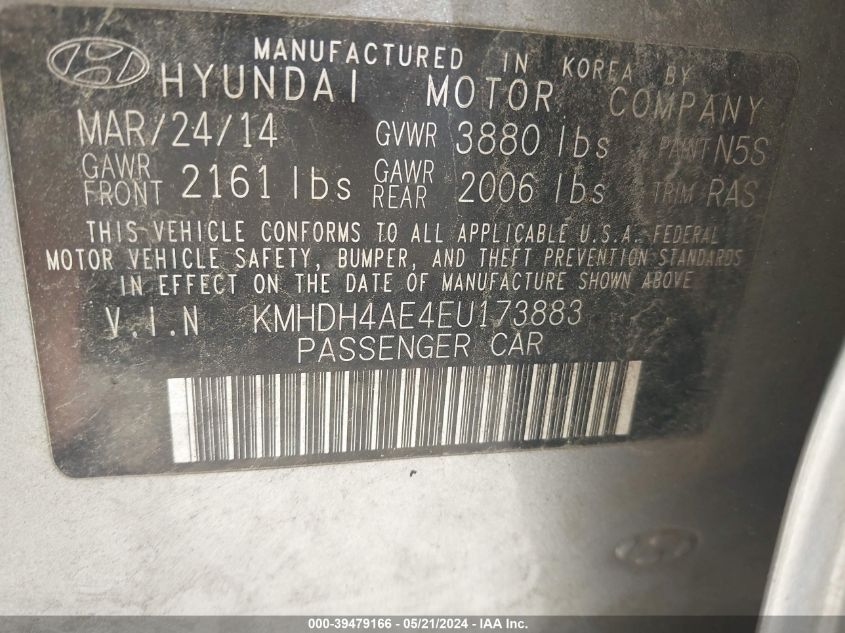 MANUFACTURED IN KOREA BY
HYUNDAI MOTOR COMPANY
MAR/24/14 GVWR 3880 lbs PAINT N5S
GAWR FRONT 2161 lbs GAWR REAR 2006 lbs TRIM RAS
THIS VEHICLE CONFORMS TO ALL APPLICABLE U.S.A. FEDERAL
MOTOR VEHICLE SAFETY, BUMPER, AND THEFT PREVENTION STANDARDS
IN EFFECT ON THE DATE OF MANUFACTURE SHOWN ABOVE
V.I.N KMHDH4AE4EU173883
PASSENGER CAR
000-39479166 - 05/21/2024 - IAA Inc.